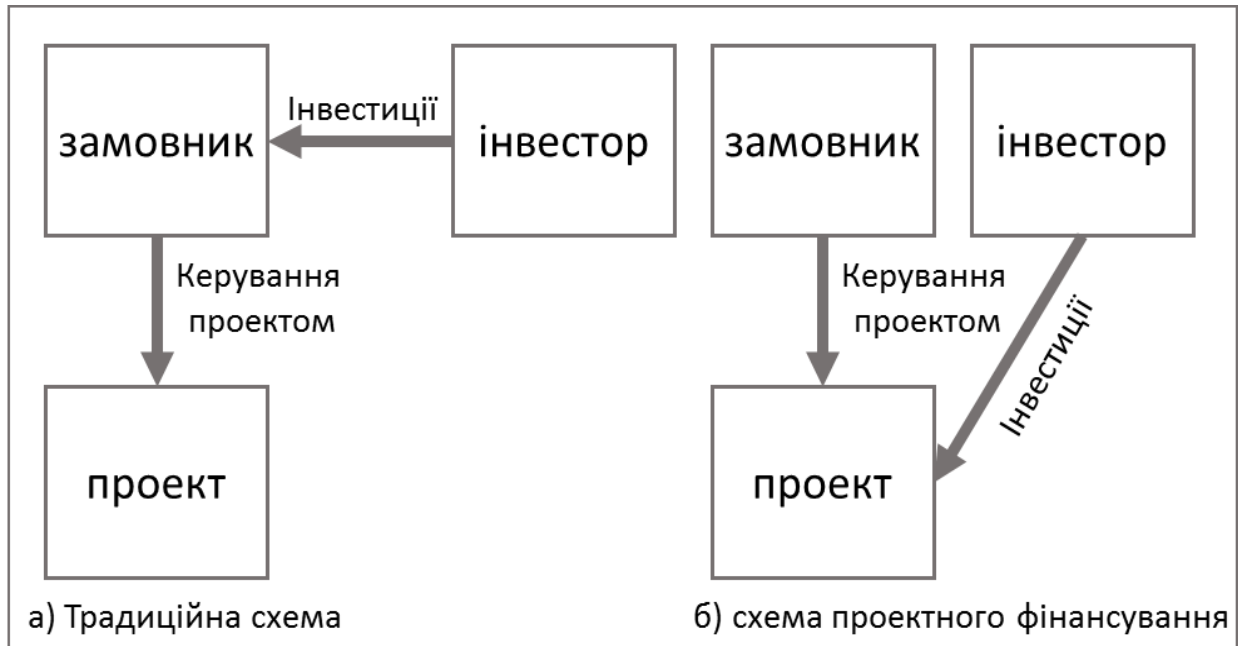 замовник
Інвестиції
інвестор
Керування
проектом
проект
а) Традиційна схема
замовник
інвестор
Керування
проектом
Інвестиції
проект
б) схема проектного фінансування